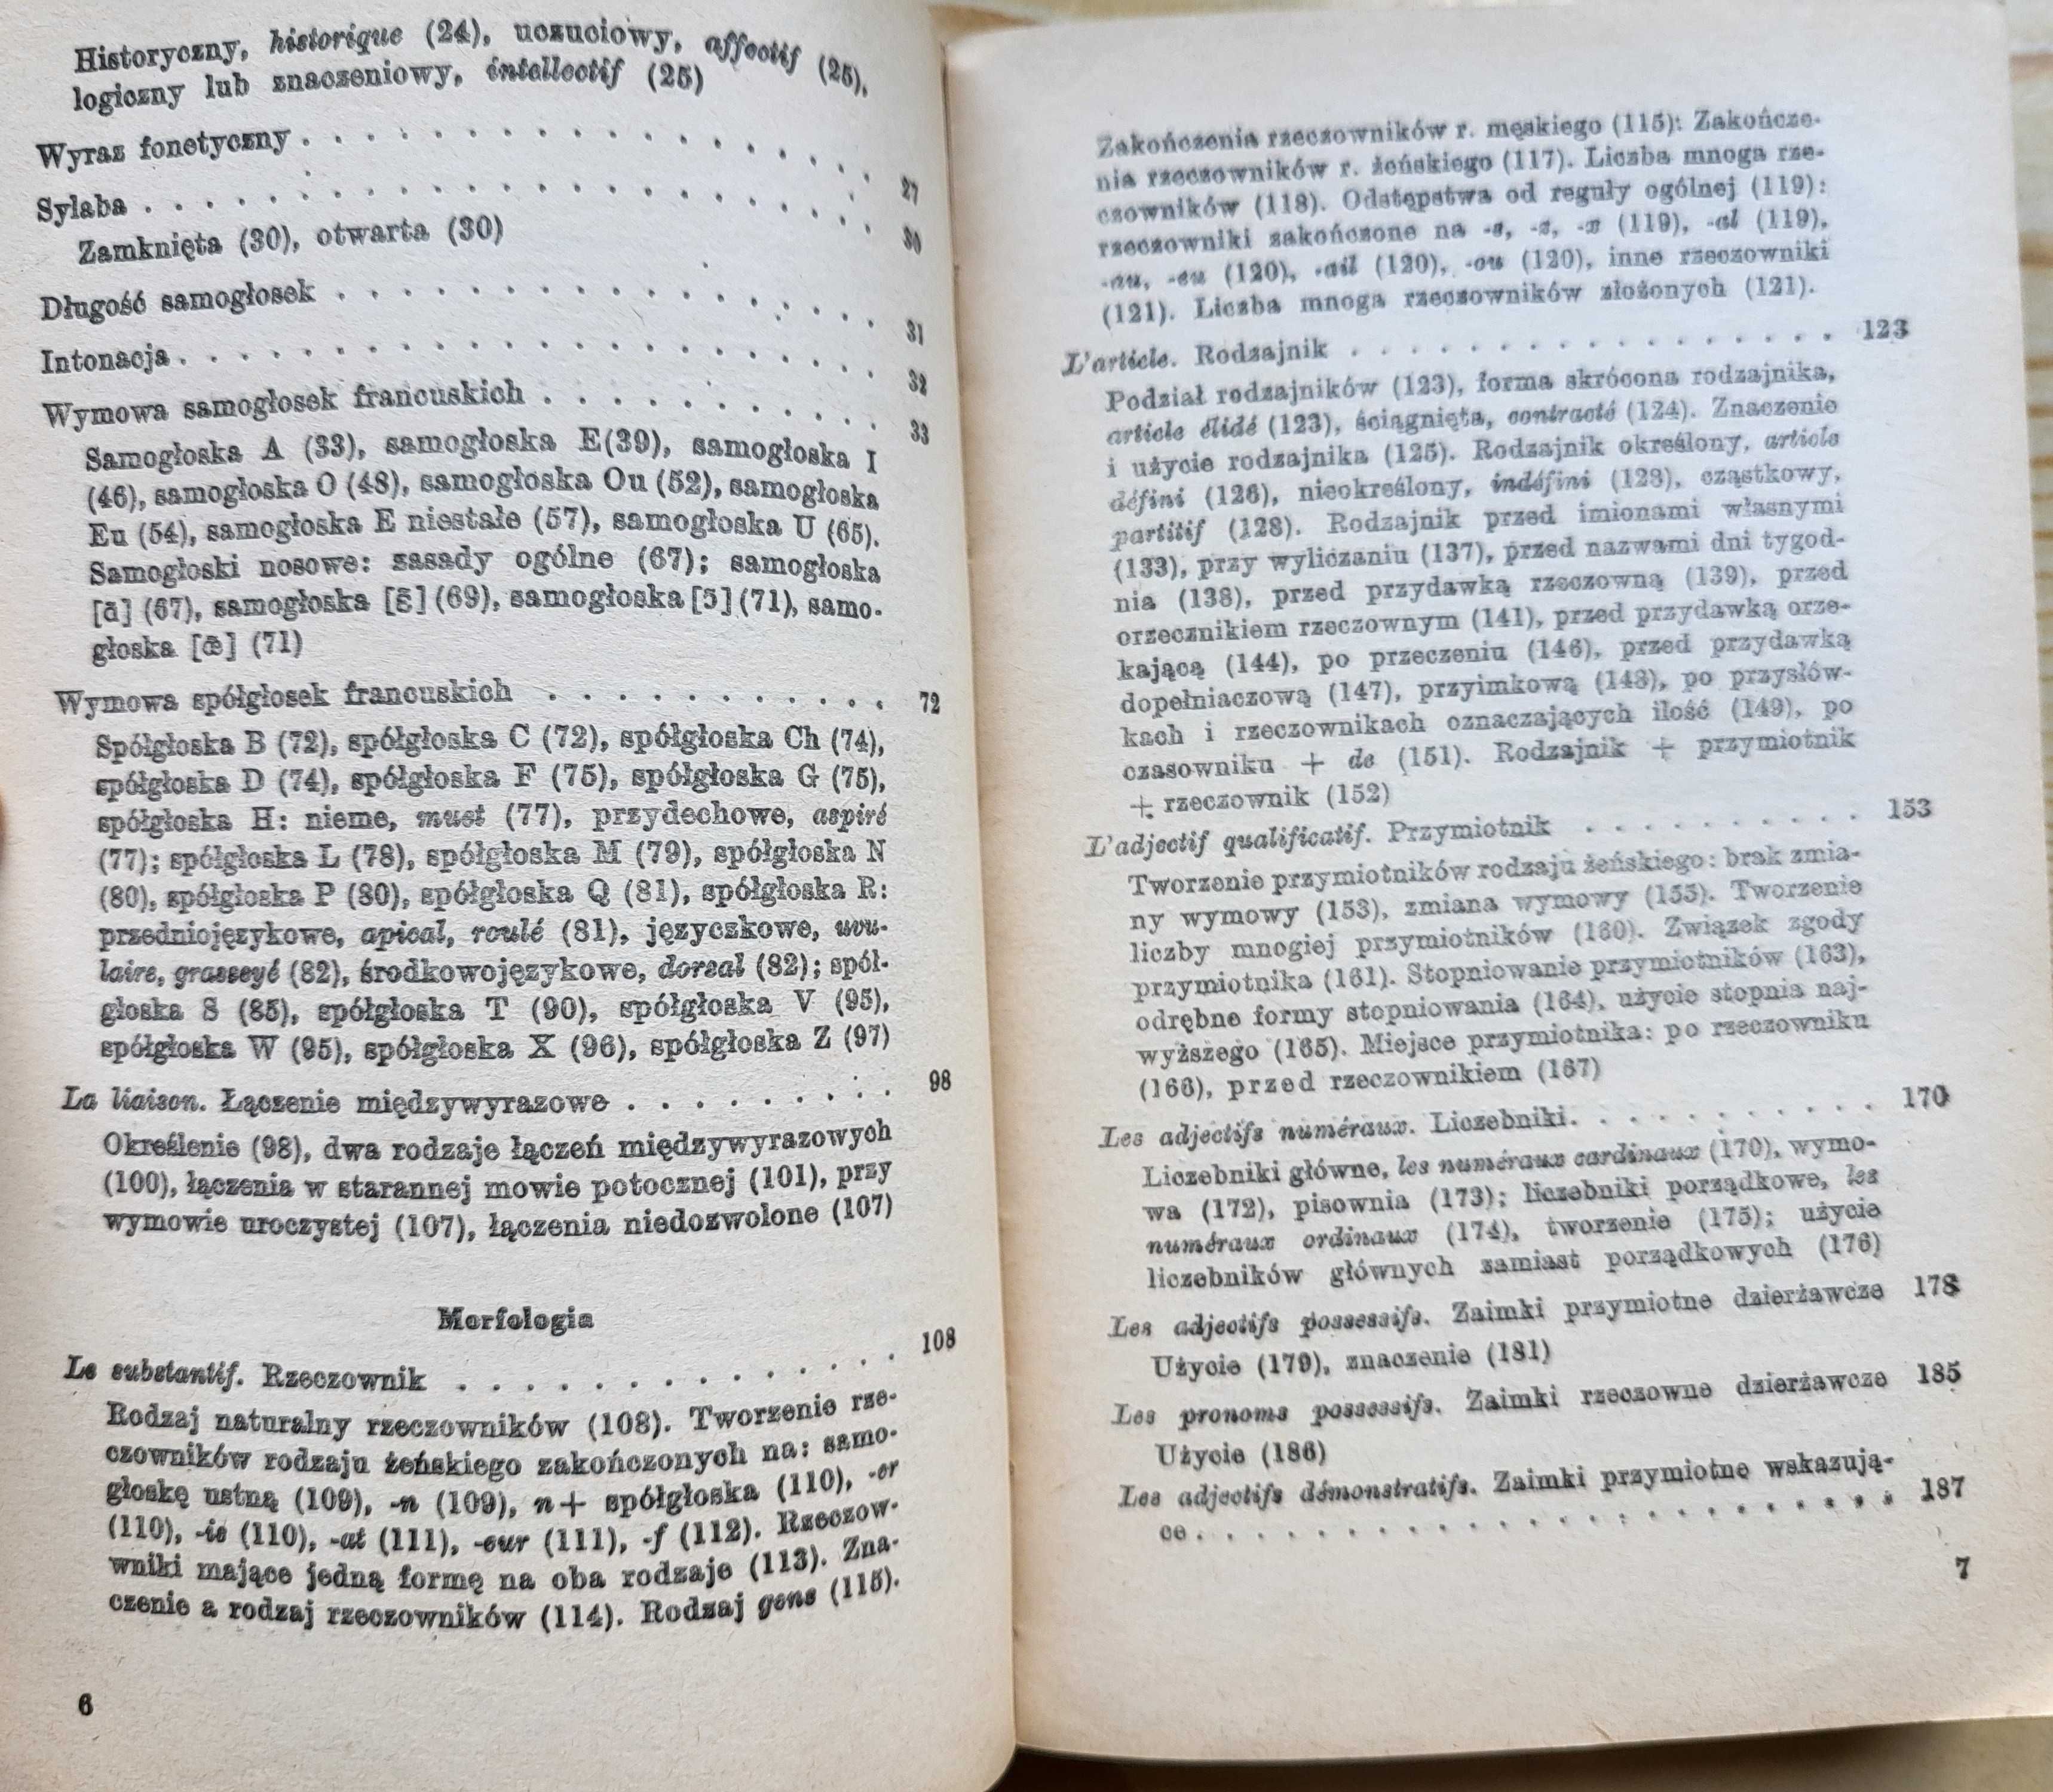 Historyczny, historique (24), uczuciowy, affectif (25),
logiczny lub znaczeniowy, intellectif (25)
Wyraz fonetyczny . . . . . . . . . . . . . . . . 27
Sylaba . . . . . . . . . . . . . . . . . . . . 30
Zamknięta (30), otwarta (30)
Długość samogłosek . . . . . . . . . . . . . . . 31
Intonacja . . . . . . . . . . . . . . . . . . . 32
Wymowa samogłosek francuskich . . . . . . . . . . 33
Samogłoska A (33), samogłoska E(39), samogłoska I
(46), samogłoska O (48), samogłoska Ou (52), samogłoska
Eu (54), samogłoska E niestałe (57), samogłoska U (65).
Samogłoski nosowe: zasady ogólne (67); samogłoska
[ã] (67), samogłoska [ɛ̃] (69), samogłoska [ɔ̃] (71), samo-
głoska [œ̃] (71)
Wymowa spółgłosek francuskich . . . . . . . . . . 72
Spółgłoska B (72), spółgłoska C (72), spółgłoska Ch (74),
spółgłoska D (74), spółgłoska F (75), spółgłoska G (75),
spółgłoska H: nieme, muet (77), przydechowe, aspiré
(77); spółgłoska L (78), spółgłoska M (79), spółgłoska N
(80), spółgłoska P (80), spółgłoska Q (81), spółgłoska R:
przedniojęzykowe, apical, roulé (81), języczkowe, uvu-
laire, grasseyé (82), środkowojęzykowe, dorsal (82); spół-
głoska S (85), spółgłoska T (90), spółgłoska V (95),
spółgłoska W (95), spółgłoska X (96), spółgłoska Z (97)
La liaison. Łączenie międzywyrazowe . . . . . . . . 98
Określenie (98), dwa rodzaje łączeń międzywyrazowych
(100), łączenia w starannej mowie potocznej (101), przy
wymowie uroczystej (107), łączenia niedozwolone (107)
Morfologia
Le substantif. Rzeczownik . . . . . . . . . . . . 108
Rodzaj naturalny rzeczowników (108). Tworzenie rze-
czowników rodzaju żeńskiego zakończonych na: samo-
głoskę ustną (109), -n (109), n + spółgłoska (110), -er
(110), -ie (110), -at (111), -eur (111), -f (112). Rzeczow-
wniki mające jedną formę na oba rodzaje (113). Zna-
czenie a rodzaj rzeczowników (114). Rodzaj gens (115).
6
Zakończenia rzeczowników r. męskiego (115): Zakończe-
nia rzeczowników r. żeńskiego (117). Liczba mnoga rze-
czowników (118). Odstępstwa od reguły ogólnej (119):
rzeczowniki zakończone na -s, -z, -x (119), -al (119),
-au, -eu (120), -ail (120), -ou (120), inne rzeczowniki
(121). Liczba mnoga rzeczowników złożonych (121).
L'article. Rodzajnik . . . . . . . . . . . . . . . 123
Podział rodzajników (123), forma skrócona rodzajnika,
article élidé (123), ściągnięta, contracté (124). Znaczenie
i użycie rodzajnika (125). Rodzajnik określony, article
défini (126), nieokreślony, indéfini (128), cząstkowy,
partitif (128). Rodzajnik przed imionami własnymi
(133), przy wyliczaniu (137), przed nazwami dni tygod-
nia (138), przed przydawką rzeczowną (139), przed
orzecznikiem rzeczownym (141), przed przydawką orze-
kającą (144), po przeczeniu (146), przed przydawką
dopełniaczową (147), przyimkową (148), po przysłów-
kach i rzeczownikach oznaczających ilość (149), po
czasowniku + de (151). Rodzajnik + przymiotnik
+ rzeczownik (152)
L'adjectif qualificatif. Przymiotnik . . . . . . . . . 153
Tworzenie przymiotników rodzaju żeńskiego: brak zmia-
ny wymowy (153), zmiana wymowy (155). Tworzenie
liczby mnogiej przymiotników (160). Związek zgody
przymiotnika (161). Stopniowanie przymiotników (163),
odrębne formy stopniowania (164), użycie stopnia naj-
wyższego (165). Miejsce przymiotnika: po rzeczowniku
(166), przed rzeczownikiem (167)
Les adjectifs numéraux. Liczebniki. . . . . . . . . . 170
Liczebniki główne, les numéraux cardinaux (170), wymo-
wa (172), pisownia (173); liczebniki porządkowe, les
numéraux ordinaux (174), tworzenie (175); użycie
liczebników głównych zamiast porządkowych (176)
Les adjectifs possessifs. Zaimki przymiotne dzierżawcze 178
Użycie (179), znaczenie (181)
Les pronoms possessifs. Zaimki rzeczowne dzierżawcze 185
Użycie (186)
Les adjectifs démonstratifs. Zaimki przymiotne wskazują-
ce . . . . . . . . . . . . . . . . . . . . . . 187
7